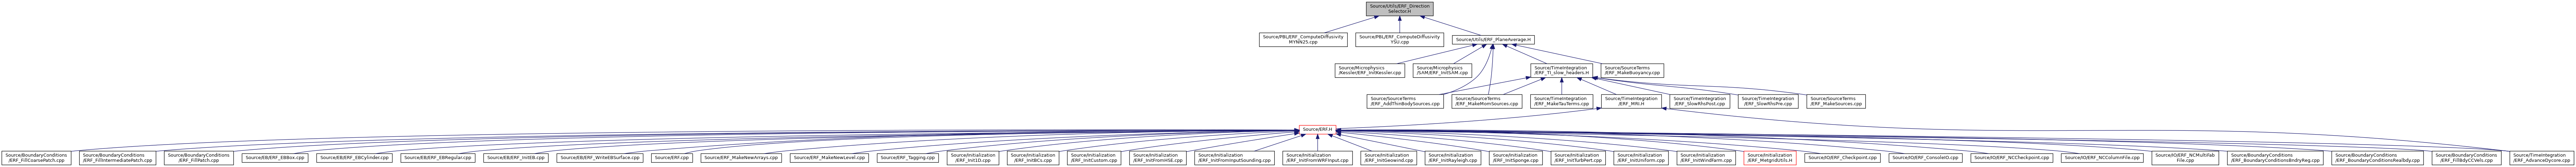 Source/Utils/ERF_Direction
Selector.H
Source/PBL/ERF_ComputeDiffusivity
MYNN25.cpp
Source/PBL/ERF_ComputeDiffusivity
YSU.cpp
Source/Utils/ERF_PlaneAverage.H
Source/Microphysics
/Kessler/ERF_InitKessler.cpp
Source/Microphysics
/SAM/ERF_InitSAM.cpp
Source/TimeIntegration
/ERF_TI_slow_headers.H
Source/SourceTerms
/ERF_MakeBuoyancy.cpp
Source/SourceTerms
/ERF_AddThinBodySources.cpp
Source/SourceTerms
/ERF_MakeMomSources.cpp
Source/TimeIntegration
/ERF_MakeTauTerms.cpp
Source/TimeIntegration
/ERF_MRI.H
Source/TimeIntegration
/ERF_SlowRhsPost.cpp
Source/TimeIntegration
/ERF_SlowRhsPre.cpp
Source/SourceTerms
/ERF_MakeSources.cpp
Source/ERF.H
Source/BoundaryConditions
/ERF_FillCoarsePatch.cpp
Source/BoundaryConditions
/ERF_FillIntermediatePatch.cpp
Source/BoundaryConditions
/ERF_FillPatch.cpp
Source/EB/ERF_EBBox.cpp
Source/EB/ERF_EBCylinder.cpp
Source/EB/ERF_EBRegular.cpp
Source/EB/ERF_InitEB.cpp
Source/EB/ERF_WriteEBSurface.cpp
Source/ERF.cpp
Source/ERF_MakeNewArrays.cpp
Source/ERF_MakeNewLevel.cpp
Source/ERF_Tagging.cpp
Source/Initialization
/ERF_Init1D.cpp
Source/Initialization
/ERF_InitBCs.cpp
Source/Initialization
/ERF_InitCustom.cpp
Source/Initialization
/ERF_InitFromHSE.cpp
Source/Initialization
/ERF_InitFromInputSounding.cpp
Source/Initialization
/ERF_InitFromWRFInput.cpp
Source/Initialization
/ERF_InitGeowind.cpp
Source/Initialization
/ERF_InitRayleigh.cpp
Source/Initialization
/ERF_InitSponge.cpp
Source/Initialization
/ERF_InitTurbPert.cpp
Source/Initialization
/ERF_InitUniform.cpp
Source/Initialization
/ERF_InitWindfarm.cpp
Source/Initialization
/ERF_MetgridUtils.H
Source/IO/ERF_Checkpoint.cpp
Source/IO/ERF_ConsoleIO.cpp
Source/IO/ERF_NCCheckpoint.cpp
Source/IO/ERF_NCColumnFile.cpp
Source/IO/ERF_NCMultiFab
File.cpp
Source/BoundaryConditions
/ERF_BoundaryConditionsBndryReg.cpp
Source/BoundaryConditions
/ERF_BoundaryConditionsRealbdy.cpp
Source/BoundaryConditions
/ERF_FillBdyCCVels.cpp
Source/TimeIntegration
/ERF_AdvanceDycore.cpp